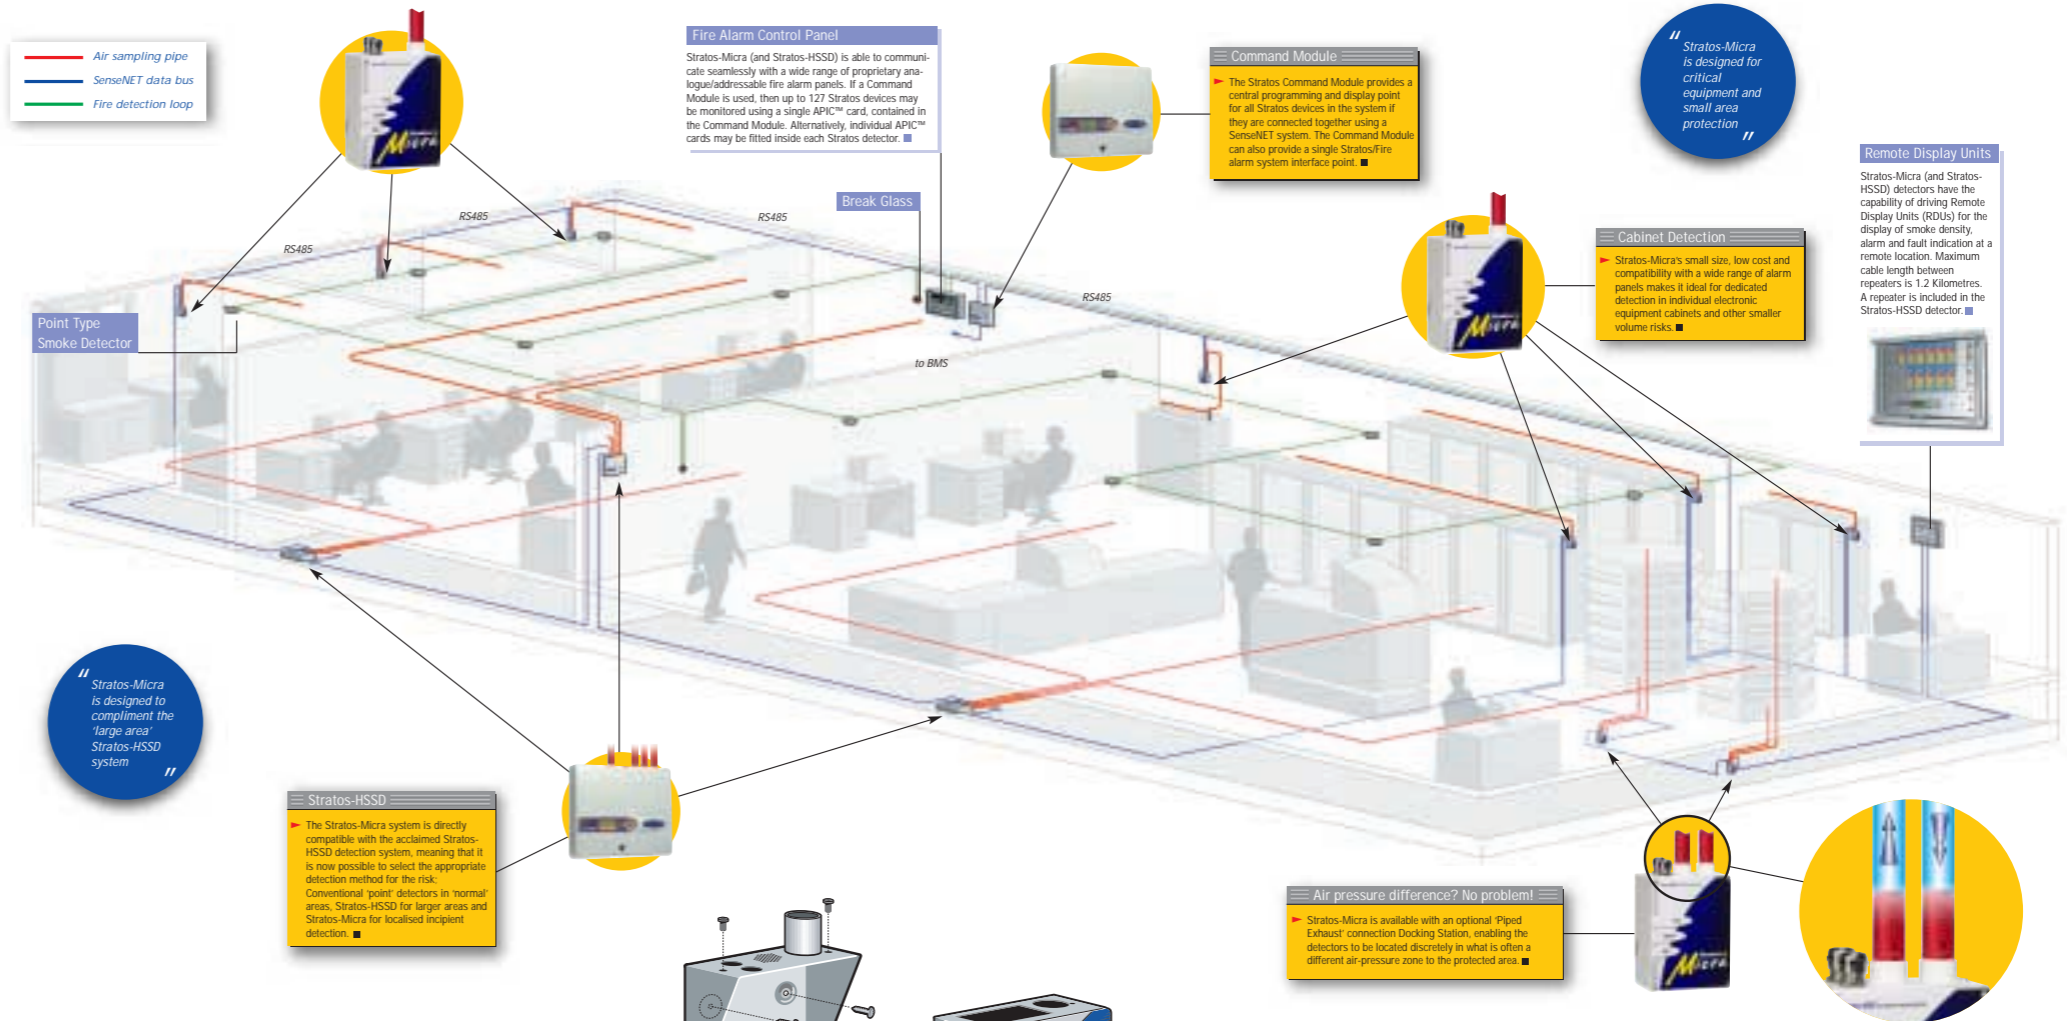 Air sampling pipe
SenseNET data bus
Fire detection loop
Micra
Fire Alarm Control Panel
Stratos-Micra (and Stratos-HSSD) is able to communi-
cate seamlessly with a wide range of proprietary ana-
logue/addressable fire alarm panels. If a Command
Module is used, then up to 127 Stratos devices may
be monitored using a single APIC™ card, contained in
the Command Module. Alternatively, individual APIC™
cards may be fitted inside each Stratos detector.
Command Module
The Stratos Command Module provides a
central programming and display point
for all Stratos devices in the system if
they are connected together using a
SenseNET system. The Command Module
can also provide a single Stratos/Fire
alarm system interface point.
"
Stratos-Micra
is designed for
critical
equipment and
small area
protection
"
Remote Display Units
Stratos-Micra (and Stratos-
HSSD) detectors have the
capability of driving Remote
Display Units (RDUs) for the
display of smoke density,
alarm and fault indication at a
remote location. Maximum
cable length between
repeaters is 1.2 Kilometres.
A repeater is included in the
Stratos-HSSD detector.
Break Glass
RS485
RS485
RS485
RS485
Point Type
Smoke Detector
to BMS
Micra
Cabinet Detection
Stratos-Micra's small size, low cost and
compatibility with a wide range of alarm
panels makes it ideal for dedicated
detection in individual electronic
equipment cabinets and other smaller
volume risks.
"
Stratos-Micra
is designed to
compliment the
'large area'
Stratos-HSSD
system
"
Stratos-HSSD
The Stratos-Micra system is directly
compatible with the acclaimed Stratos-
HSSD detection system, meaning that it
is now possible to select the appropriate
detection method for the risk;
Conventional 'point' detectors in 'normal'
areas, Stratos-HSSD for larger areas and
Stratos-Micra for localised incipient
detection.
Air pressure difference? No problem!
Stratos-Micra is available with an optional 'Piped
Exhaust' connection Docking Station, enabling the
detectors to be located discretely in what is often a
different air-pressure zone to the protected area.
Micra